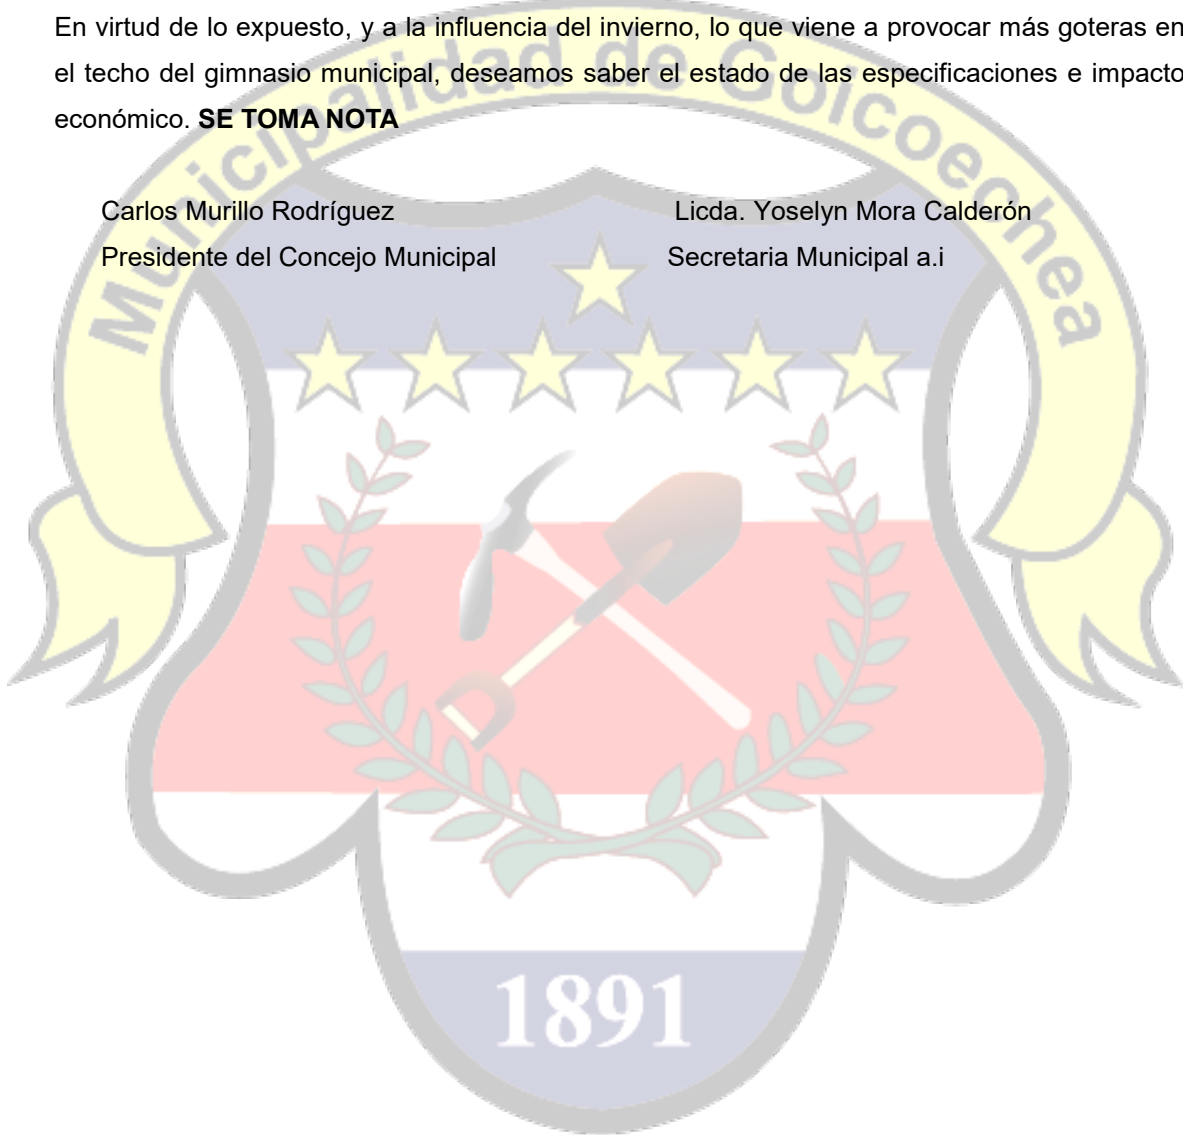 En virtud de lo expuesto, y a la influencia del invierno, lo que viene a provocar más goteras en
el techo del gimnasio municipal, deseamos saber el estado de las especificaciones e impacto
económico. SE TOMA NOTA
Municipalidad de Goicoechea
Carlos Murillo Rodríguez Licda. Yoselyn Mora Calderón
Presidente del Concejo Municipal Secretaria Municipal a.i
1891